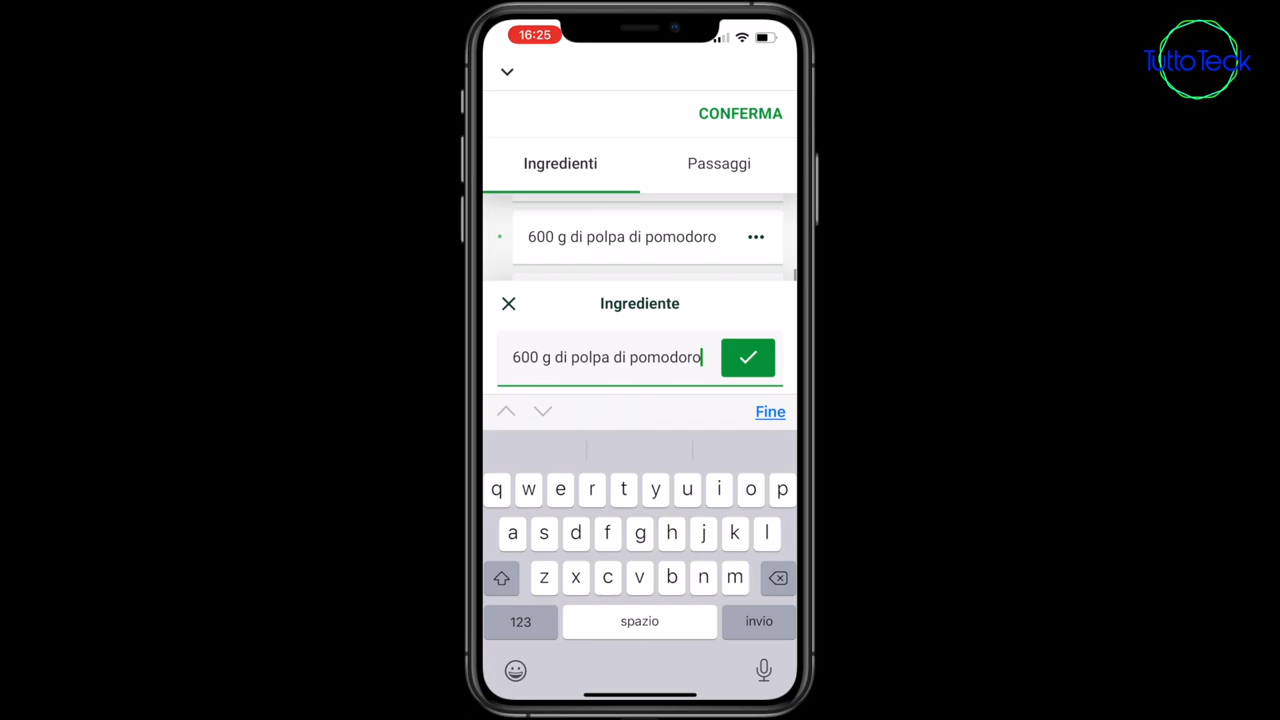 16:25
TuttoTeck
CONFERMA
Ingredienti Passaggi
600 g di polpa di pomodoro
Ingrediente
600 g di polpa di pomodoro
Fine
q w e r t y u i o p
a s d f g h j k l
z x c v b n m
123 spazio invio